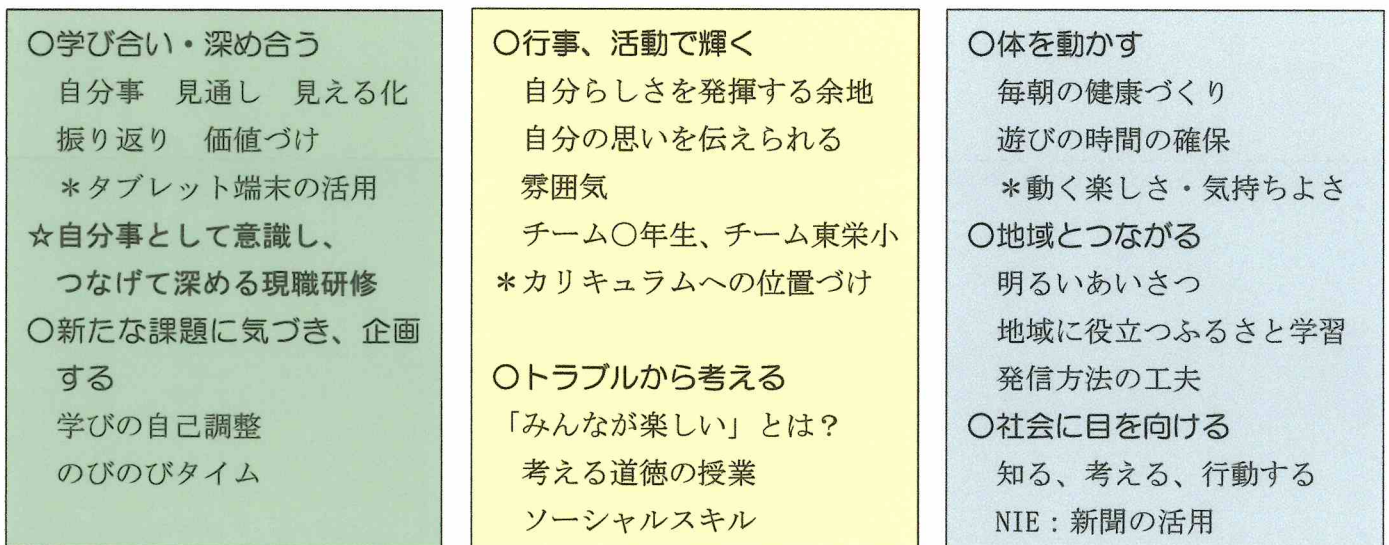 〇学び合い・深め合う
自分事　見通し　見える化
振り返り　価値づけ
＊タブレット端末の活用
☆自分事として意識し、
つなげて深める現職研修
〇新たな課題に気づき、企画
する
学びの自己調整
のびのびタイム
〇行事、活動で輝く
自分らしさを発揮する余地
自分の思いを伝えられる
雰囲気
チーム〇年生、チーム東栄小
＊カリキュラムへの位置づけ
〇トラブルから考える
「みんなが楽しい」とは？
考える道徳の授業
ソーシャルスキル
〇体を動かす
毎朝の健康づくり
遊びの時間の確保
＊動く楽しさ・気持ちよさ
〇地域とつながる
明るいあいさつ
地域に役立つふるさと学習
発信方法の工夫
〇社会に目を向ける
知る、考える、行動する
NIE：新聞の活用